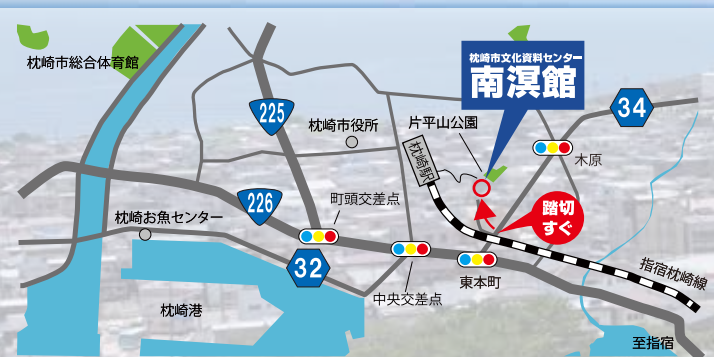 枕崎市総合体育館
枕崎市文化資料センター
南溟館
225
枕崎市役所
片平山公園
34
枕崎駅
木原
226
町頭交差点
踏切
すぐ
枕崎お魚センター
32
東本町
中央交差点
指宿枕崎線
枕崎港
至指宿